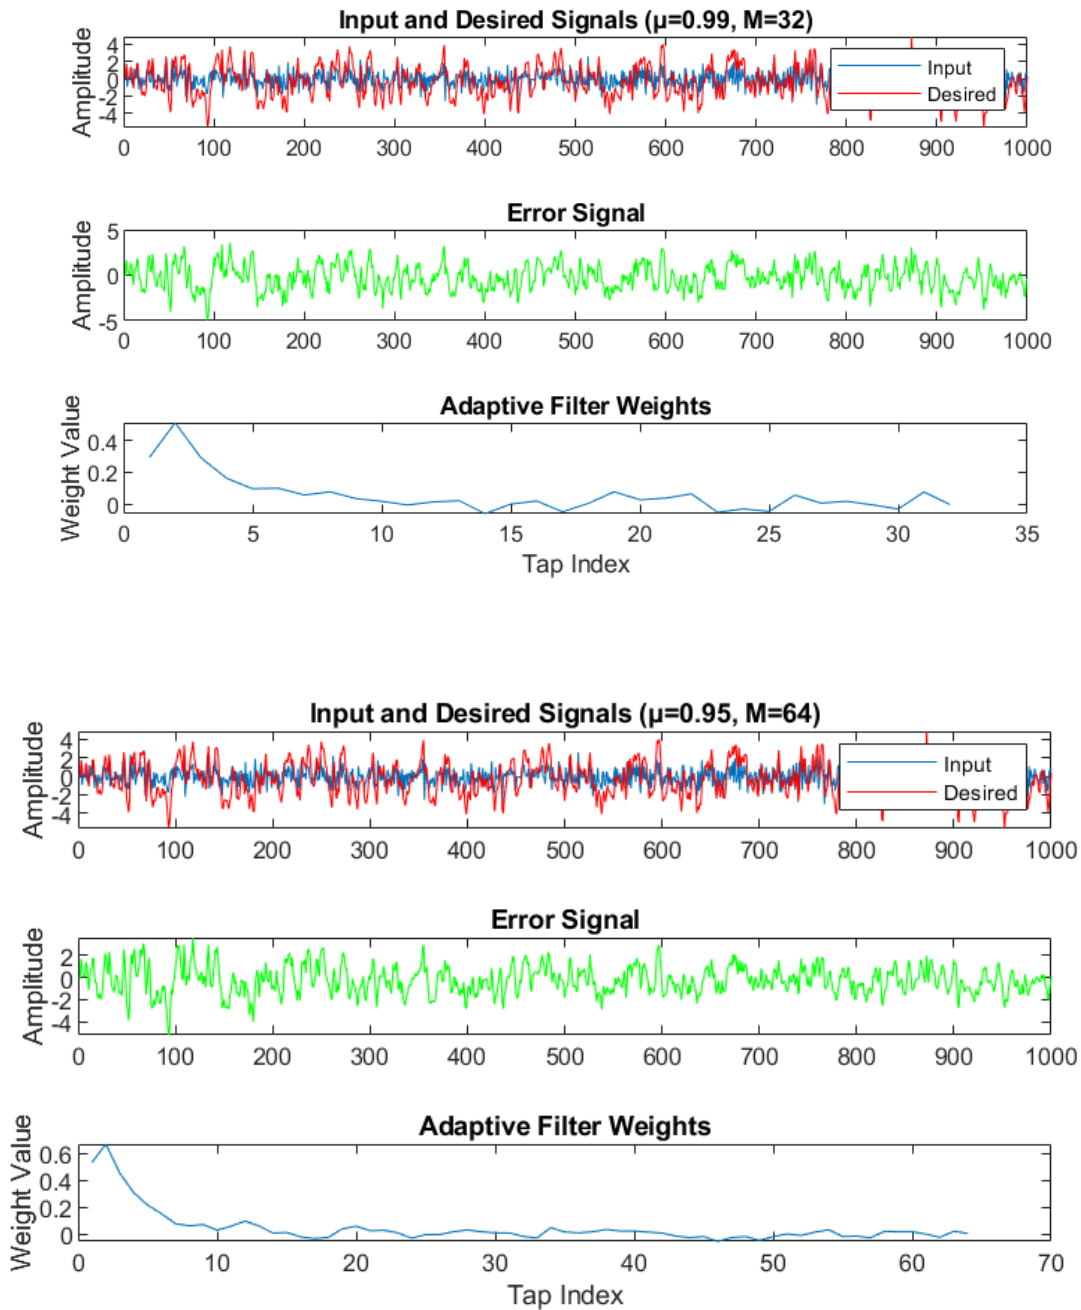 Input and Desired Signals (μ=0.99, M=32)
Amplitude
4
2
0
-2
-4
Input
Desired
0 100 200 300 400 500 600 700 800 900 1000
Error Signal
Amplitude
5
0
-5
0 100 200 300 400 500 600 700 800 900 1000
Adaptive Filter Weights
Weight Value
0.4
0.2
0
0 5 10 15 20 25 30 35
Tap Index
Input and Desired Signals (μ=0.95, M=64)
Amplitude
4
2
0
-2
-4
Input
Desired
0 100 200 300 400 500 600 700 800 900 1000
Error Signal
Amplitude
2
0
-2
-4
0 100 200 300 400 500 600 700 800 900 1000
Adaptive Filter Weights
Weight Value
0.6
0.4
0.2
0
0 10 20 30 40 50 60 70
Tap Index